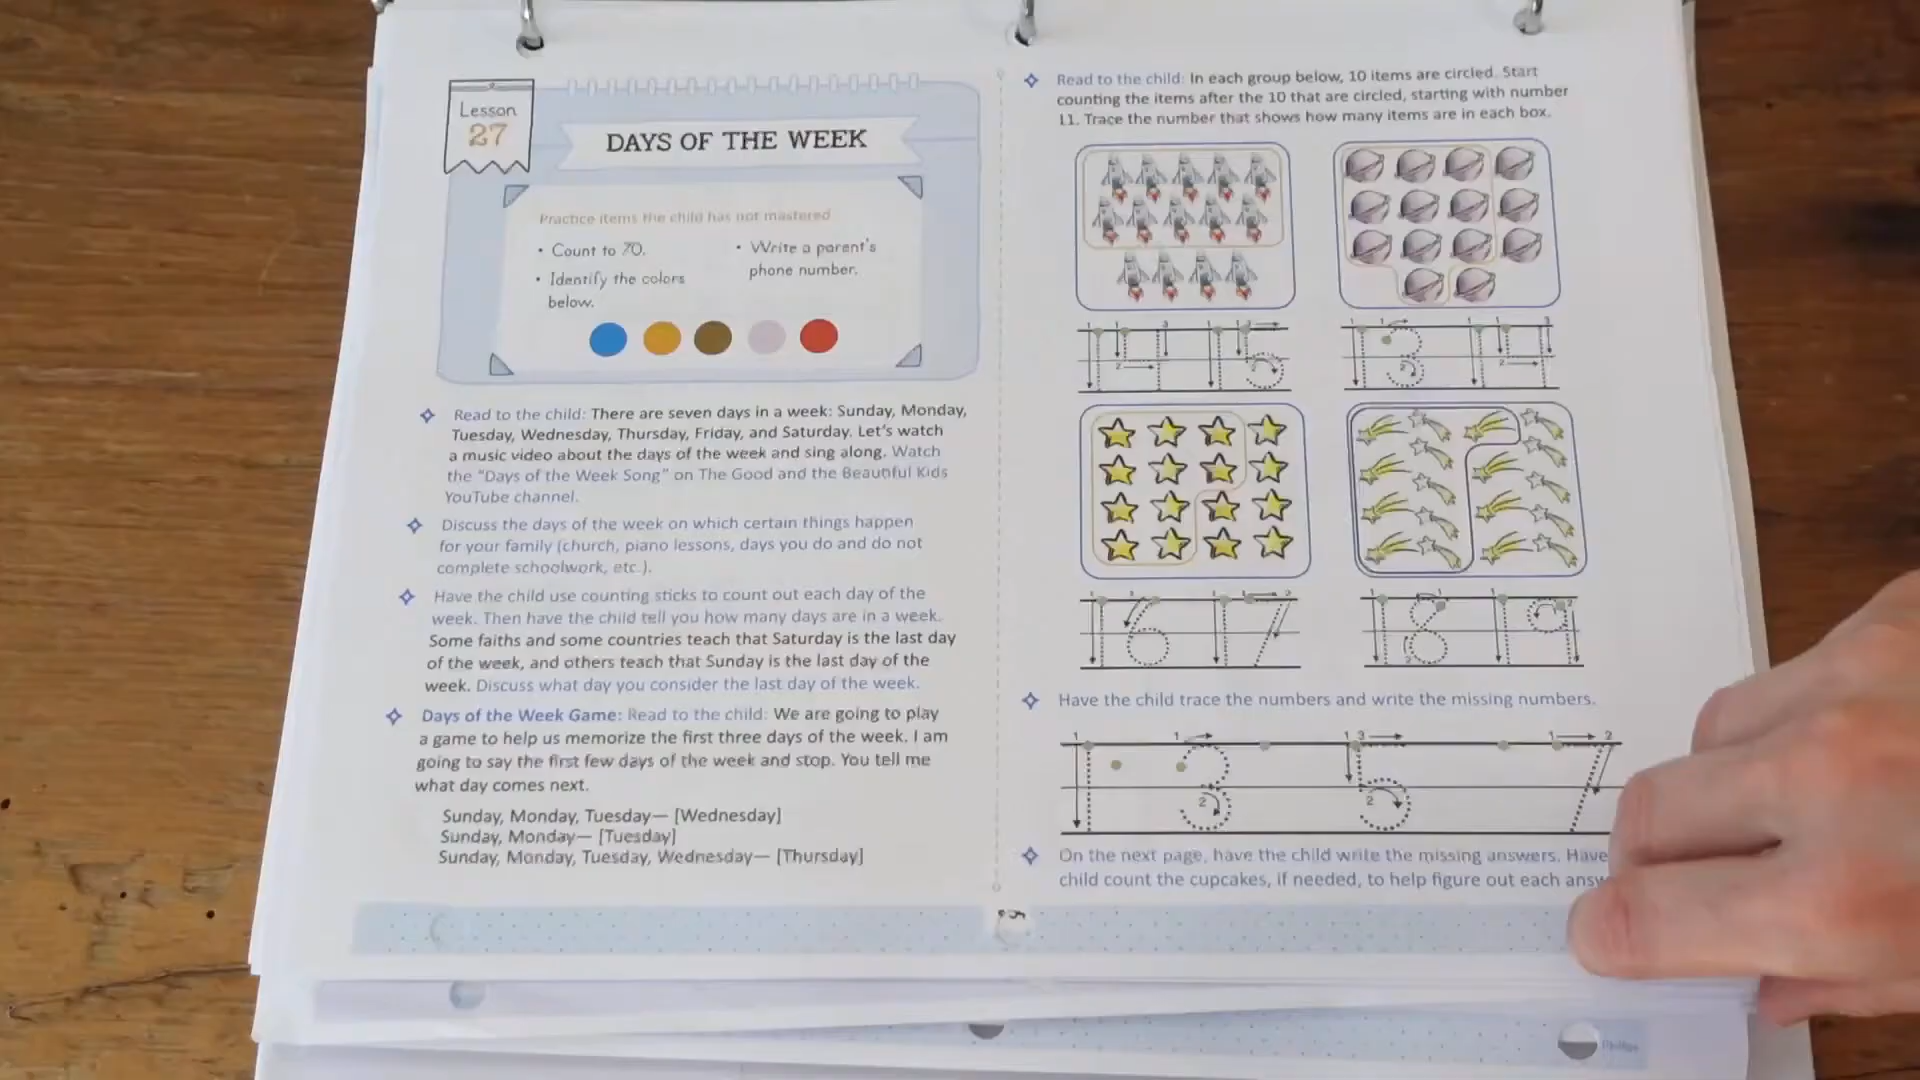 Lesson
27
DAYS OF THE WEEK
Practice items the child has not mastered
• Count to 70.
• Identify the colors
below.
• Write a parent's
phone number.
Read to the child: There are seven days in a week: Sunday, Monday,
Tuesday, Wednesday, Thursday, Friday, and Saturday. Let's watch
a music video about the days of the week and sing along. Watch
the "Days of the Week Song" on The Good and the Beautiful Kids
YouTube channel.
Discuss the days of the week on which certain things happen
for your family (church, piano lessons, days you do and do not
complete schoolwork, etc.).
Have the child use counting sticks to count out each day of the
week. Then have the child tell you how many days are in a week.
Some faiths and some countries teach that Saturday is the last day
of the week, and others teach that Sunday is the last day of the
week. Discuss what day you consider the last day of the week.
Days of the Week Game: Read to the child: We are going to play
a game to help us memorize the first three days of the week. I am
going to say the first few days of the week and stop. You tell me
what day comes next.
Sunday, Monday, Tuesday— [Wednesday]
Sunday, Monday— [Tuesday]
Sunday, Monday, Tuesday, Wednesday— [Thursday]
Read to the child: In each group below, 10 items are circled. Start
counting the items after the 10 that are circled, starting with number
11. Trace the number that shows how many items are in each box.
14 15
13 14
16 17
18 19
Have the child trace the numbers and write the missing numbers.
1 3 5 7
On the next page, have the child write the missing answers. Have
child count the cupcakes, if needed, to help figure out each